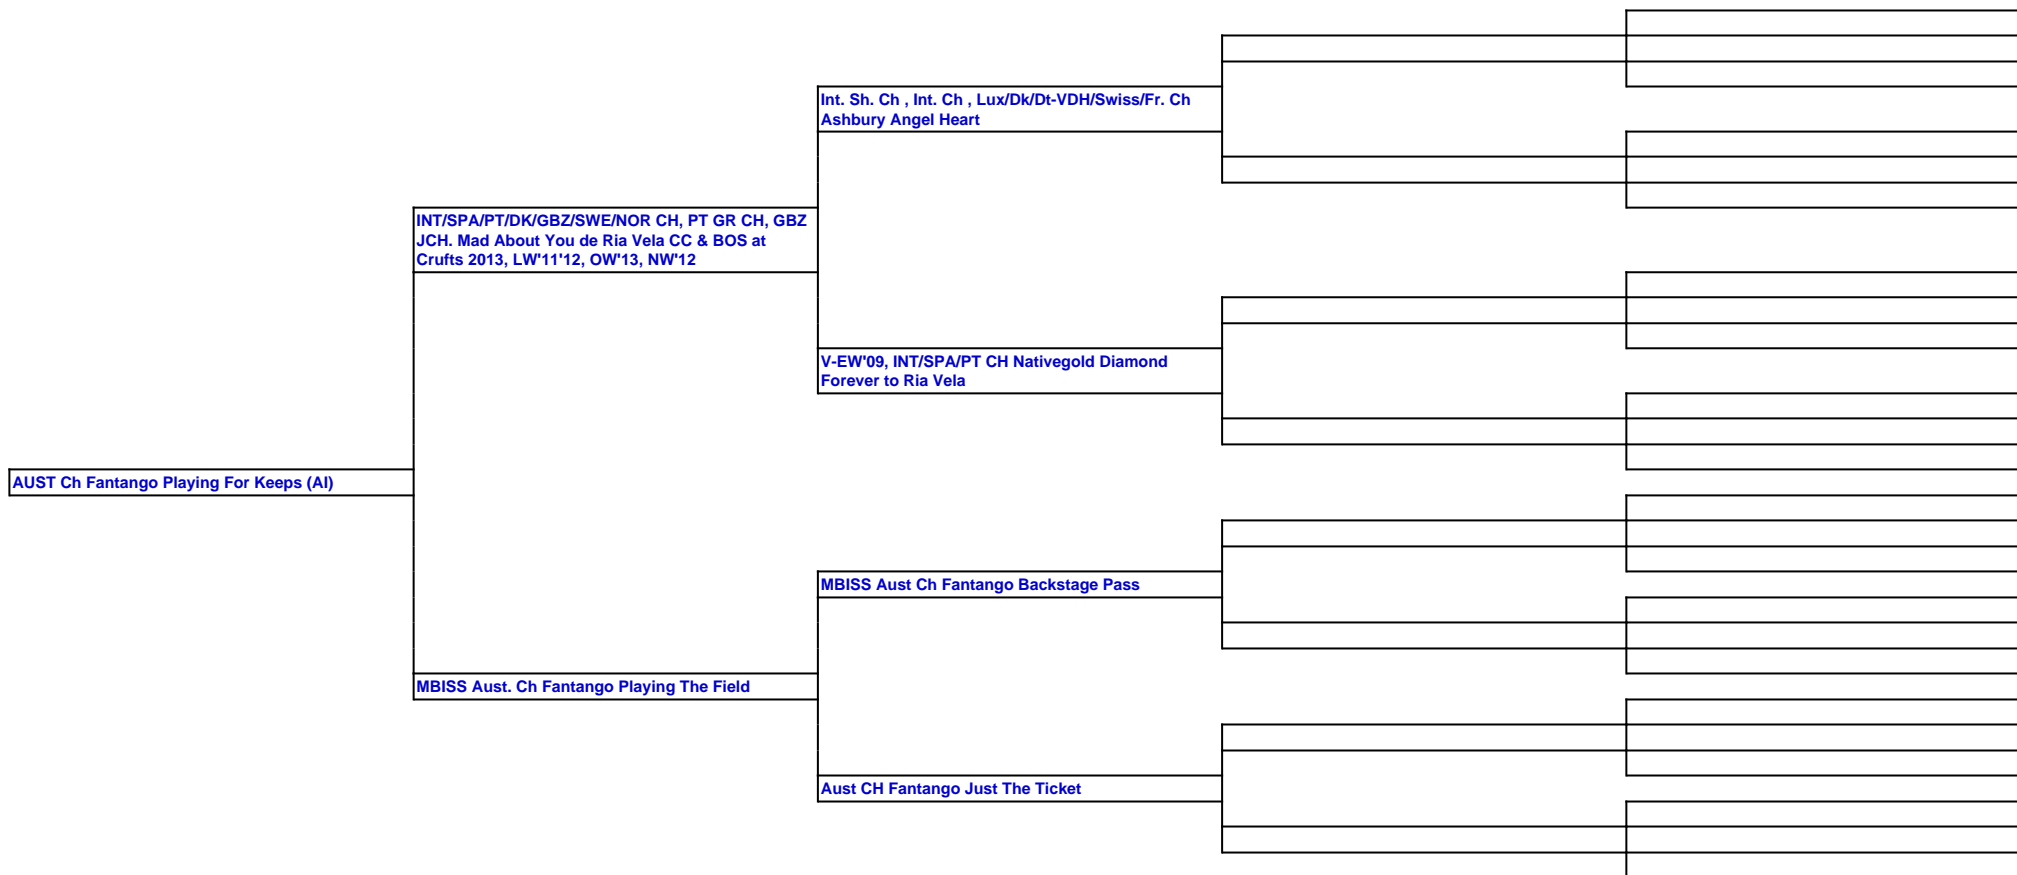 Int. Sh. Ch , Int. Ch , Lux/Dk/Dt-VDH/Swiss/Fr. Ch
Ashbury Angel Heart
INT/SPA/PT/DK/GBZ/SWE/NOR CH, PT GR CH, GBZ
JCH. Mad About You de Ria Vela CC & BOS at
Crufts 2013, LW'11'12, OW'13, NW'12
V-EW'09, INT/SPA/PT CH Nativegold Diamond
Forever to Ria Vela
AUST Ch Fantango Playing For Keeps (AI)
MBISS Aust Ch Fantango Backstage Pass
MBISS Aust. Ch Fantango Playing The Field
Aust CH Fantango Just The Ticket